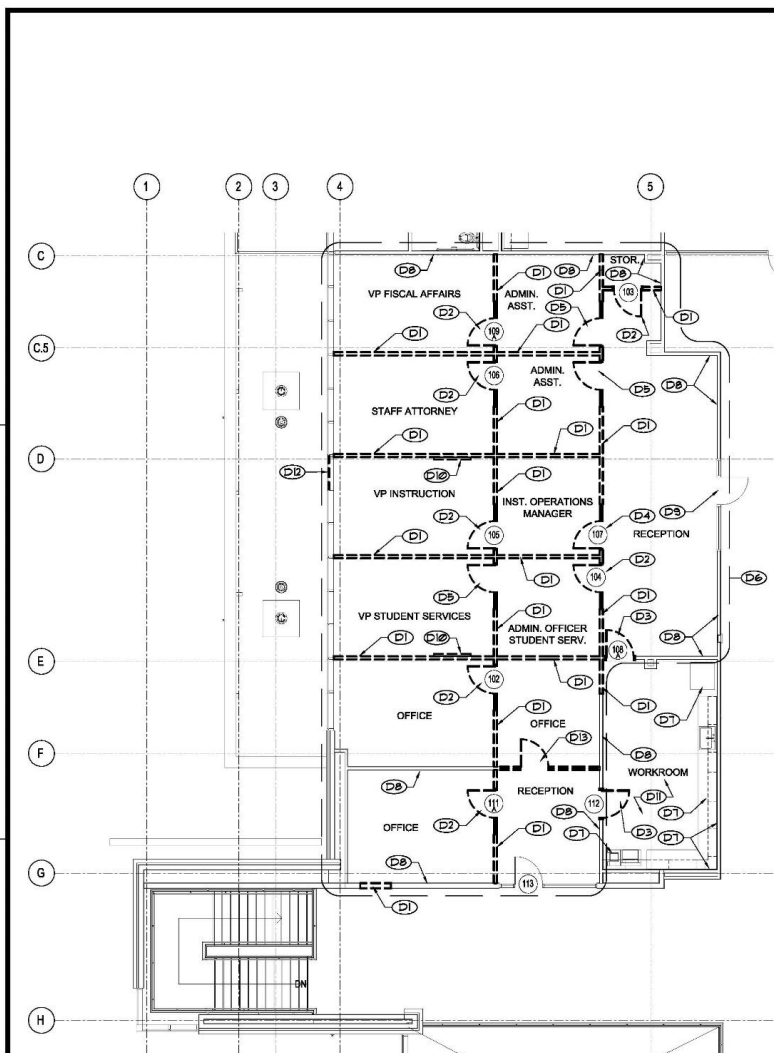 1 2 3 4 5
C
D8 D1 D8 STOR.
D8
VP FISCAL AFFAIRS ADMIN. D1 103
ASST.
D2 D5 D1
109 A D2
D1 D1
C.5
106 ADMIN.
ASST. D5 D8
D2
STAFF ATTORNEY D1
D1 D1 D1
D
D12 D10 D1
VP INSTRUCTION INST. OPERATIONS
MANAGER D9
D2 D4
105 107 RECEPTION
D1 D2
D1 104 D6
D5 D1
D1 D3
VP STUDENT SERVICES ADMIN. OFFICER
STUDENT SERV. D8
D1 D10 108 A
E
D1
102
D2 D1 D1 D7
OFFICE OFFICE
D13 D8
F
WORKROOM
D8 RECEPTION D11 D7
111 A 112
D2 D8 D3 D7
OFFICE D1 D7
D8
G
113
D1
DN
H